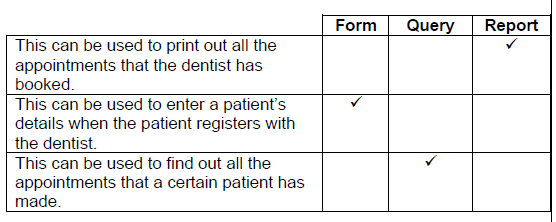 Form Query Report
This can be used to print out all the ✓
appointments that the dentist has
booked.
This can be used to enter a patient's ✓
details when the patient registers with
the dentist.
This can be used to find out all the ✓
appointments that a certain patient has
made.